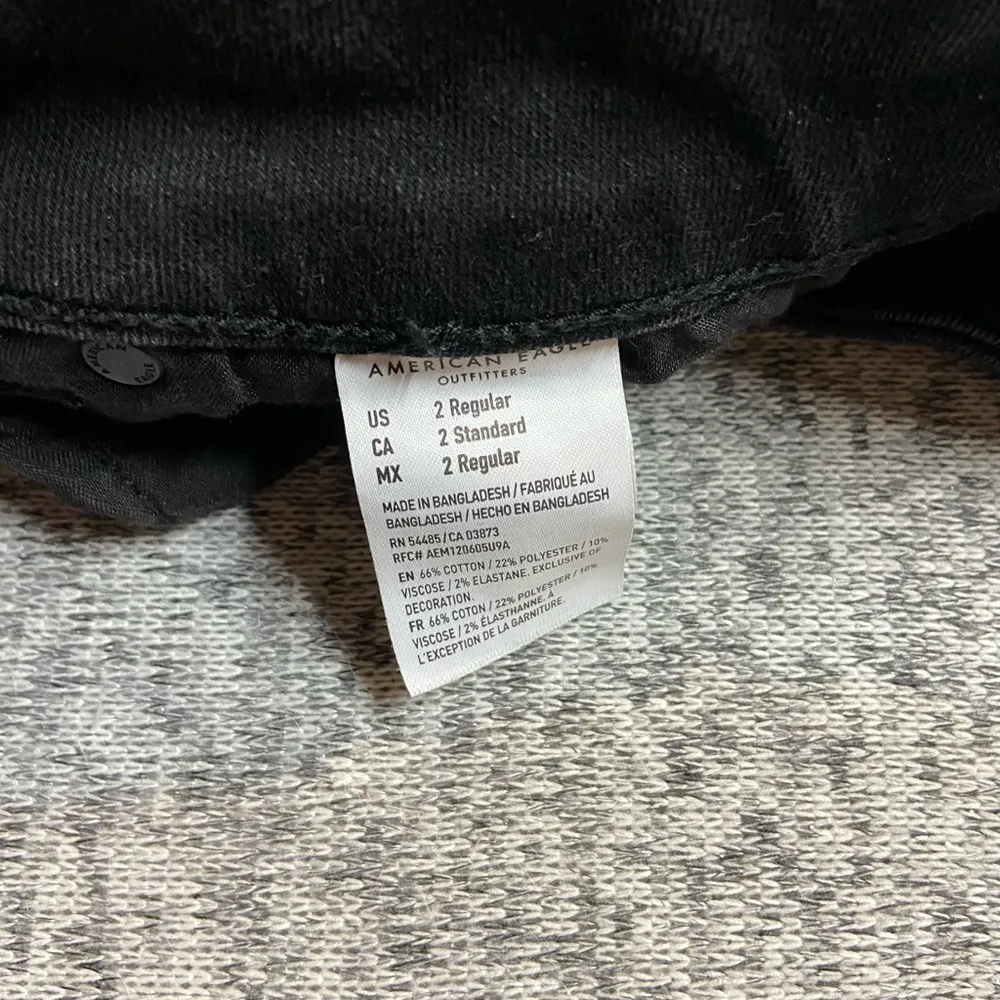 AMERICAN EAGLE
OUTFITTERS
US 2 Regular
CA 2 Standard
MX 2 Regular
MADE IN BANGLADESH / FABRIQUÉ AU
BANGLADESH / HECHO EN BANGLADESH
RN 54485 / CA 03873
RFC# AEM120605U9A
EN 66% COTTON / 22% POLYESTER / 10%
VISCOSE / 2% ELASTANE. EXCLUSIVE OF
DECORATION.
FR 66% COTON / 22% POLYESTER / 10%
VISCOSE / 2% ÉLASTHANNE. À
L'EXCEPTION DE LA GARNITURE.